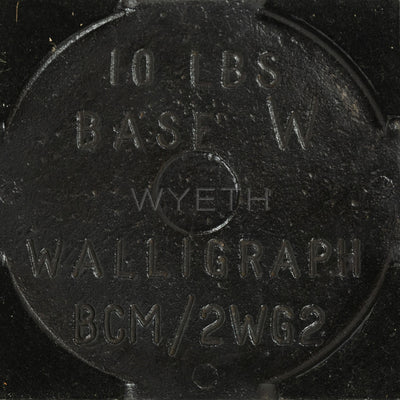 10 LBS
BASE W
WYETH
WALLIGRAPH
BCM/2WG2